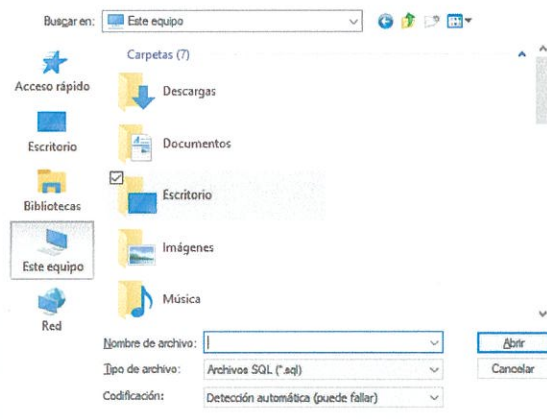 Buscar en: Este equipo
Carpetas (7)
Acceso rápido
Descargas
Escritorio
Documentos
Bibliotecas
Escritorio
Este equipo
Imágenes
Red
Música
Nombre de archivo:
Abrir
Tipo de archivo: Archivos SQL (*.sql)
Cancelar
Codificación: Detección automática (puede fallar)